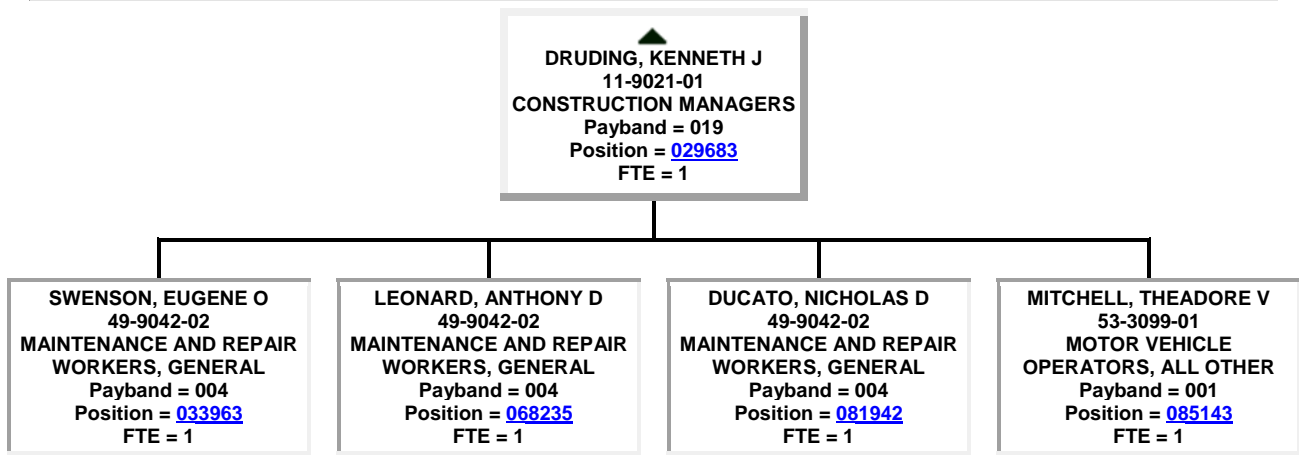 DRUDING, KENNETH J
11-9021-01
CONSTRUCTION MANAGERS
Payband = 019
Position = 029683
FTE = 1
SWENSON, EUGENE O
49-9042-02
MAINTENANCE AND REPAIR
WORKERS, GENERAL
Payband = 004
Position = 033963
FTE = 1
LEONARD, ANTHONY D
49-9042-02
MAINTENANCE AND REPAIR
WORKERS, GENERAL
Payband = 004
Position = 068235
FTE = 1
DUCATO, NICHOLAS D
49-9042-02
MAINTENANCE AND REPAIR
WORKERS, GENERAL
Payband = 004
Position = 081942
FTE = 1
MITCHELL, THEADORE V
53-3099-01
MOTOR VEHICLE
OPERATORS, ALL OTHER
Payband = 001
Position = 085143
FTE = 1